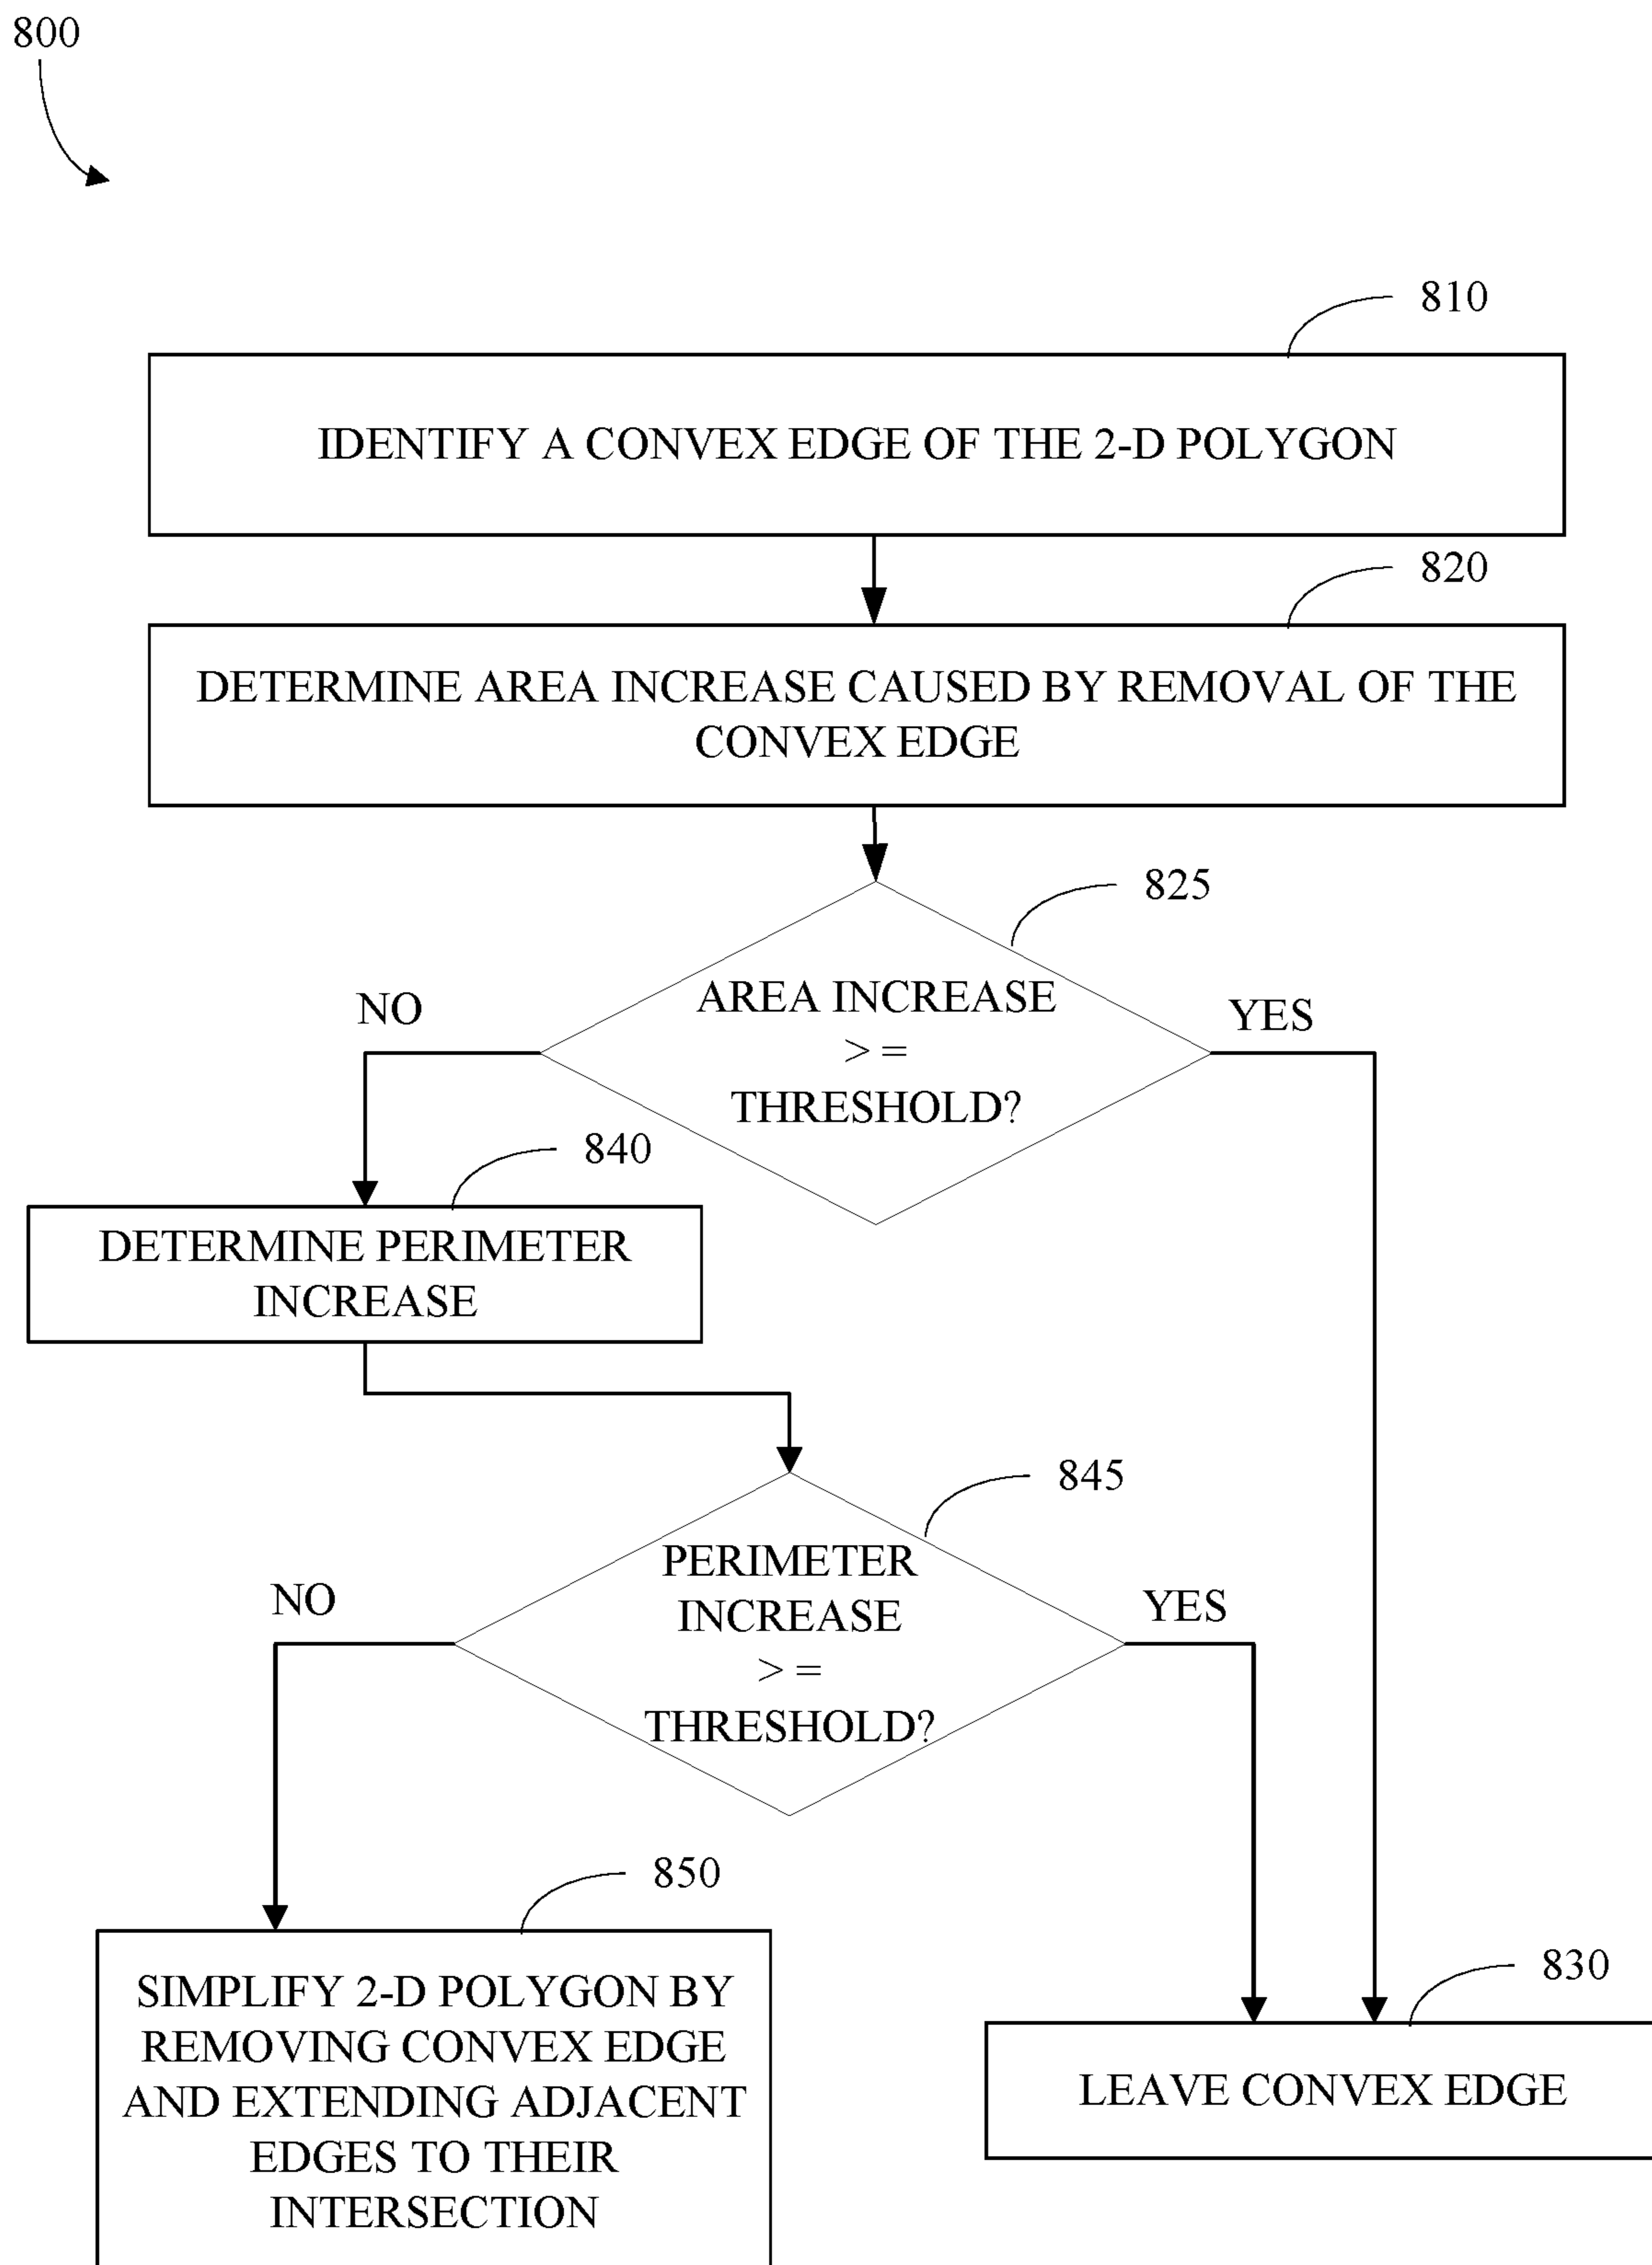 800
810
IDENTIFY A CONVEX EDGE OF THE 2-D POLYGON
820
DETERMINE AREA INCREASE CAUSED BY REMOVAL OF THE
CONVEX EDGE
825
NO
AREA INCREASE
> =
THRESHOLD?
YES
840
DETERMINE PERIMETER
INCREASE
845
NO
PERIMETER
INCREASE
> =
THRESHOLD?
YES
850
SIMPLIFY 2-D POLYGON BY
REMOVING CONVEX EDGE
AND EXTENDING ADJACENT
EDGES TO THEIR
INTERSECTION
830
LEAVE CONVEX EDGE